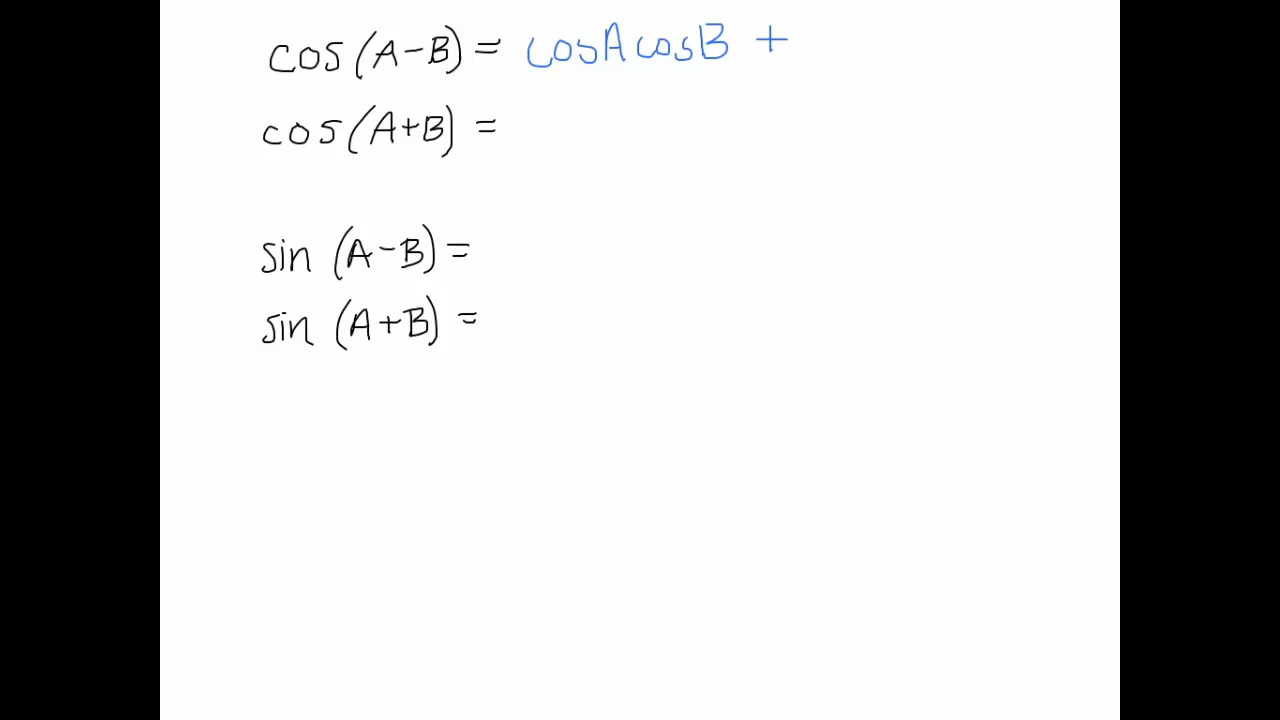 cos(A-B) = cosAcosB +
cos(A+B) =
sin (A-B) =
sin (A+B) =